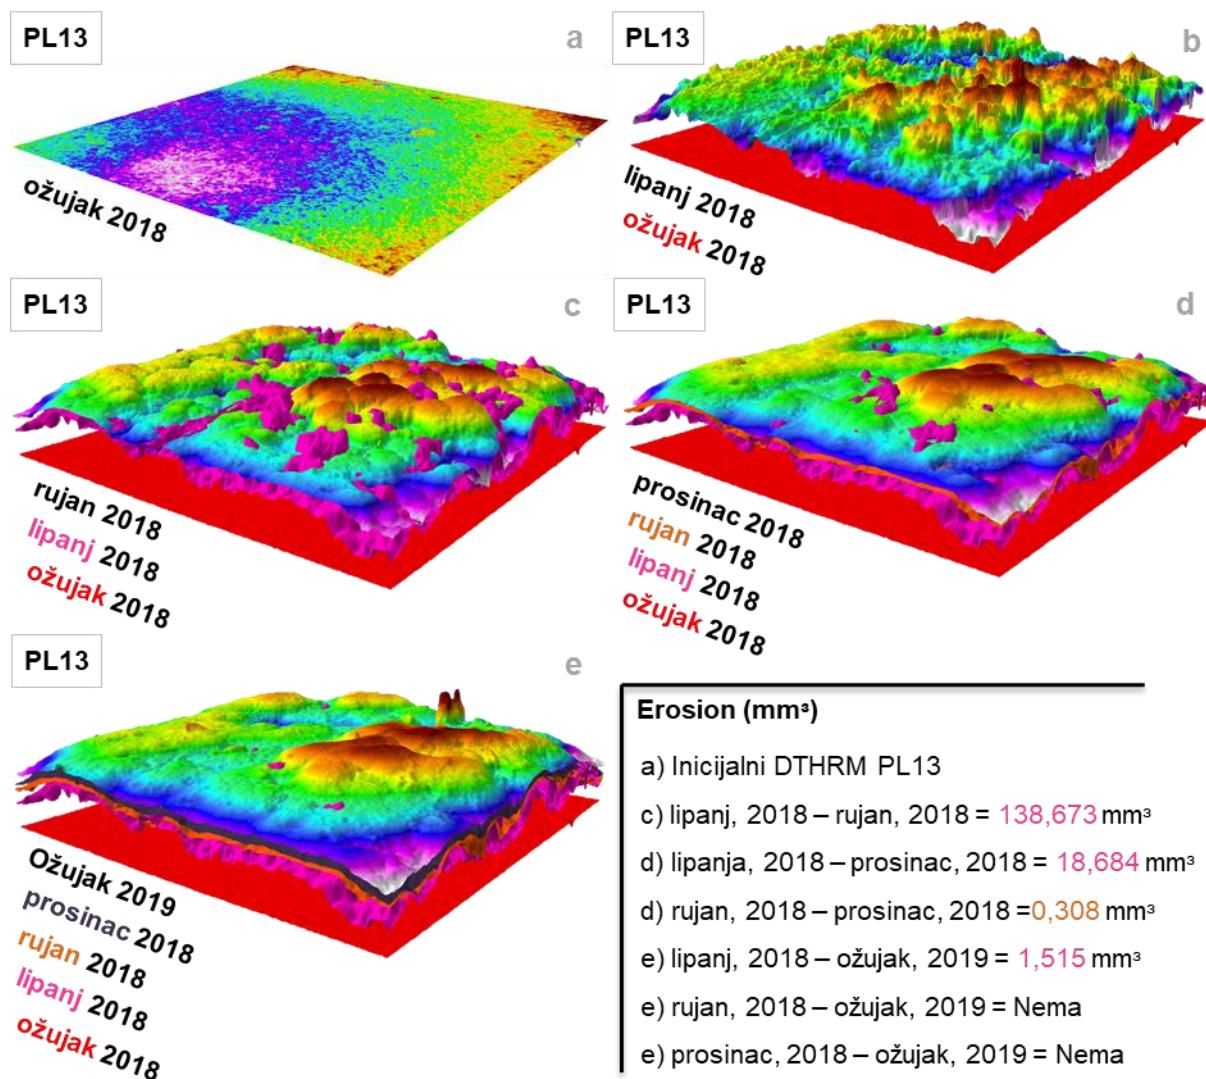 PL13
a
ožujak 2018
PL13
b
lipanj 2018
ožujak 2018
PL13
c
rujan 2018
lipanj 2018
ožujak 2018
PL13
d
prosinac 2018
rujan 2018
lipanj 2018
ožujak 2018
PL13
e
Ožujak 2019
prosinac 2018
rujan 2018
lipanj 2018
ožujak 2018
Erosion (mm³)
a) Inicijalni DTHRM PL13
c) lipanj, 2018 – rujan, 2018 = 138,673 mm³
d) lipanja, 2018 – prosinac, 2018 = 18,684 mm³
d) rujan, 2018 – prosinac, 2018 =0,308 mm³
e) lipanj, 2018 – ožujak, 2019 = 1,515 mm³
e) rujan, 2018 – ožujak, 2019 = Nema
e) prosinac, 2018 – ožujak, 2019 = Nema